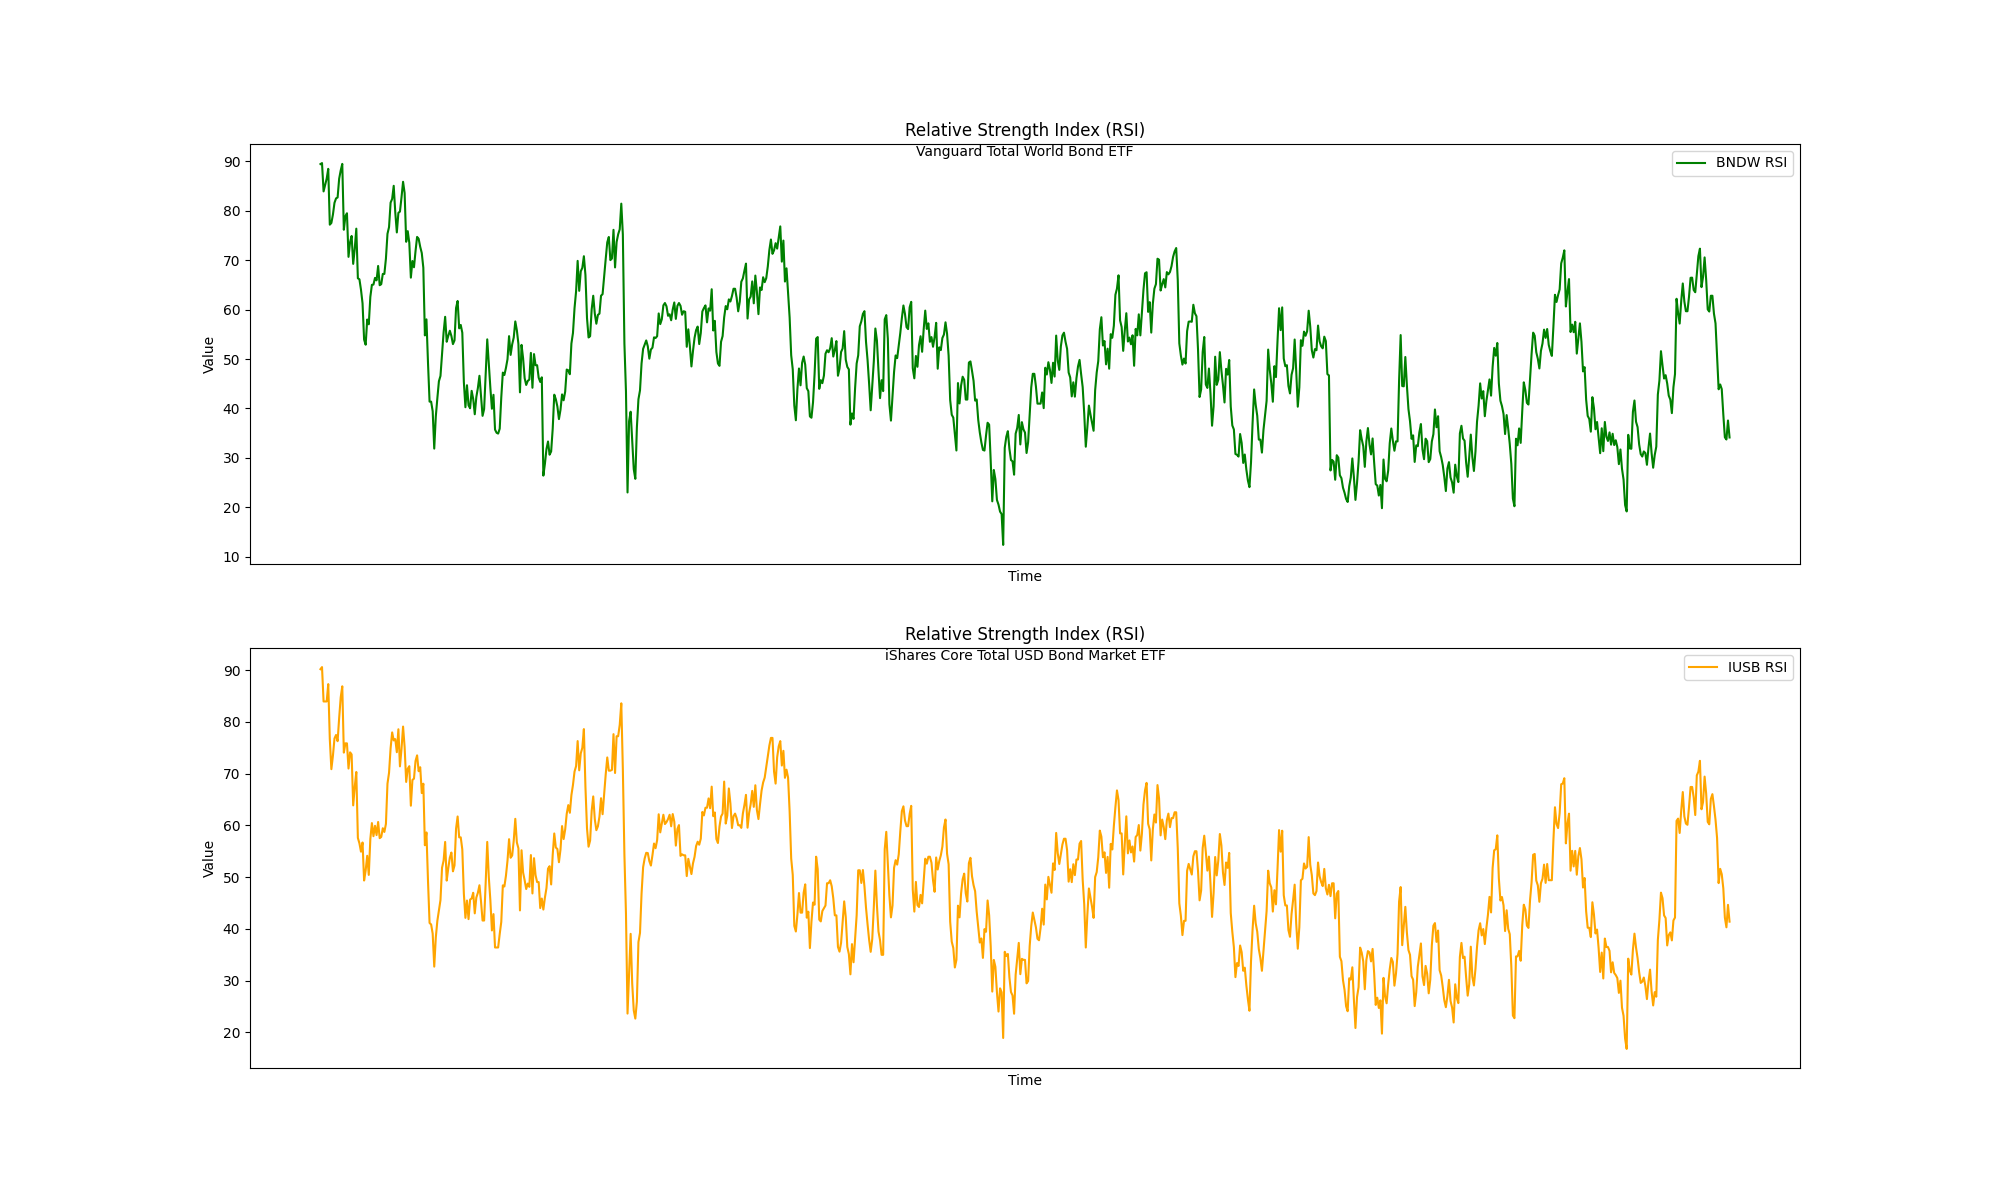 Relative Strength Index (RSI)
Vanguard Total World Bond ETF
BNDW RSI
90
80
70
60
50
40
30
20
10
Value
Time
Relative Strength Index (RSI)
iShares Core Total USD Bond Market ETF
IUSB RSI
90
80
70
60
50
40
30
20
Value
Time